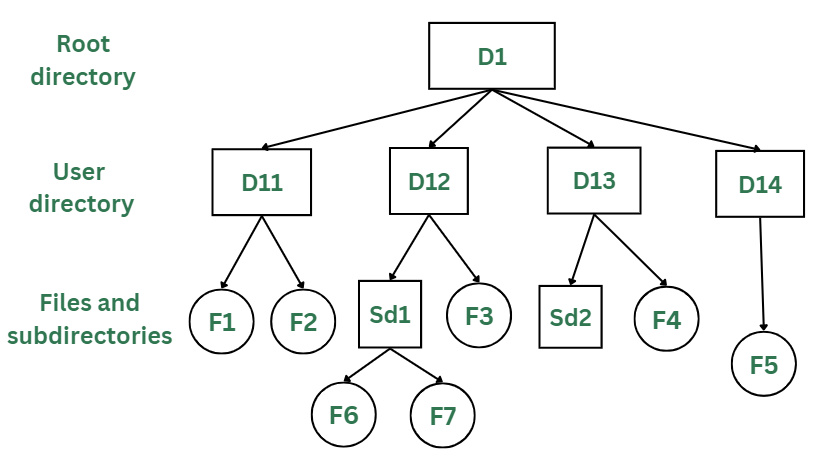 Root
directory
D1
User
directory
D11
D12
D13
D14
Files and
subdirectories
F1
F2
Sd1
F3
Sd2
F4
F5
F6
F7